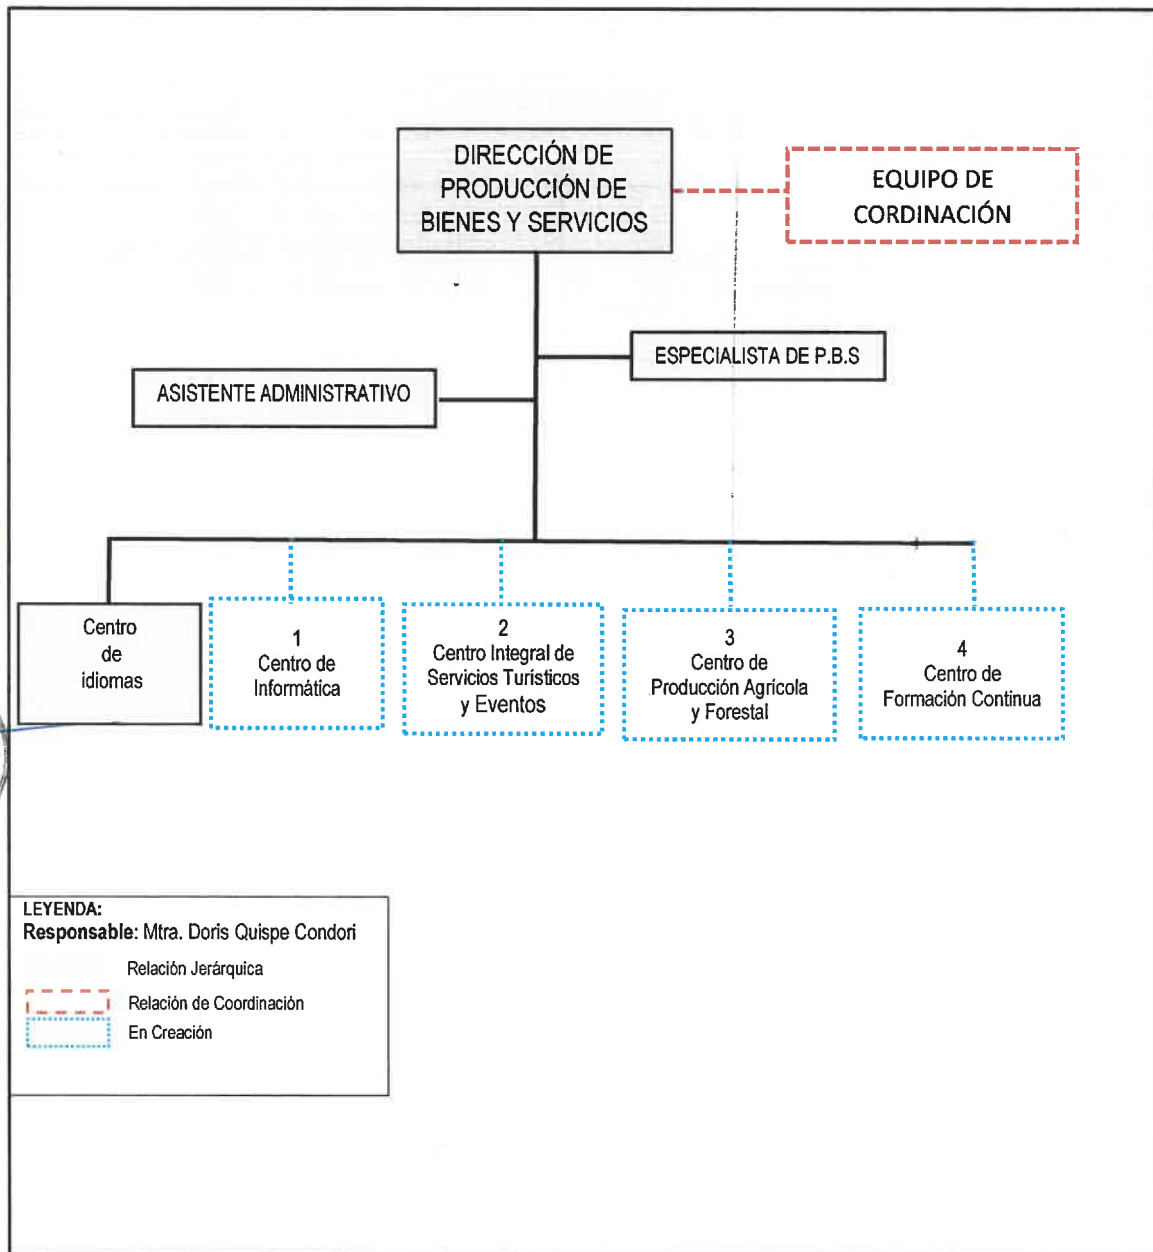 DIRECCIÓN DE
PRODUCCIÓN DE
BIENES Y SERVICIOS
EQUIPO DE
CORDINACIÓN
ESPECIALISTA DE P.B.S
ASISTENTE ADMINISTRATIVO
Centro
de
idiomas
1
Centro de
Informática
2
Centro Integral de
Servicios Turísticos
y Eventos
3
Centro de
Producción Agrícola
y Forestal
4
Centro de
Formación Continua
LEYENDA:
Responsable: Mtra. Doris Quispe Condori
Relación Jerárquica
Relación de Coordinación
En Creación